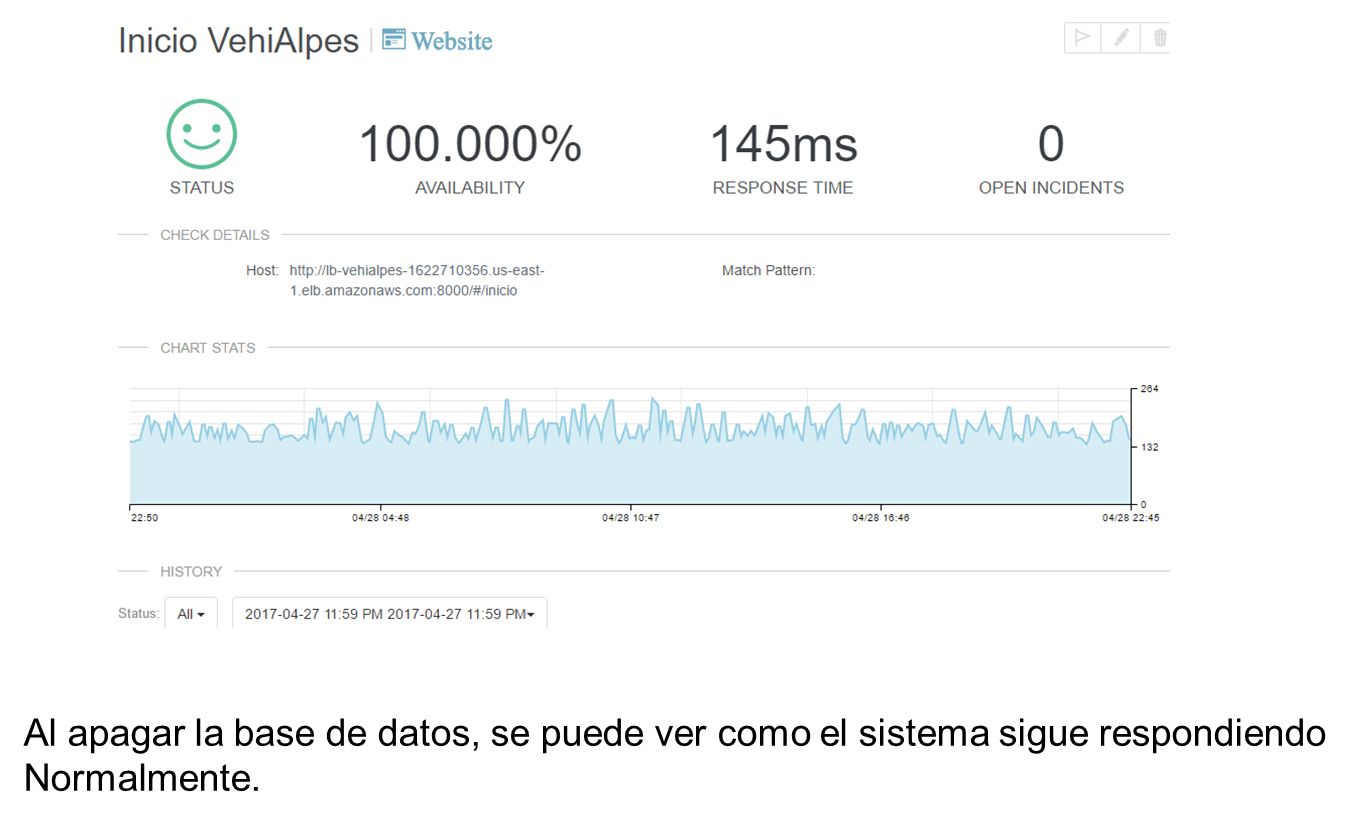 Inicio VehiAlpes Website
100.000% 145ms 0
STATUS AVAILABILITY RESPONSE TIME OPEN INCIDENTS
CHECK DETAILS
Host: http://lb-vehialpes-1622710356.us-east- Match Pattern:
1.elb.amazonaws.com:8000/#/inicio
CHART STATS
264
132
0
22:50 04/28 04:48 04/28 10:47 04/28 16:46 04/28 22:45
HISTORY
Status: All 2017-04-27 11:59 PM 2017-04-27 11:59 PM
Al apagar la base de datos, se puede ver como el sistema sigue respondiendo
Normalmente.